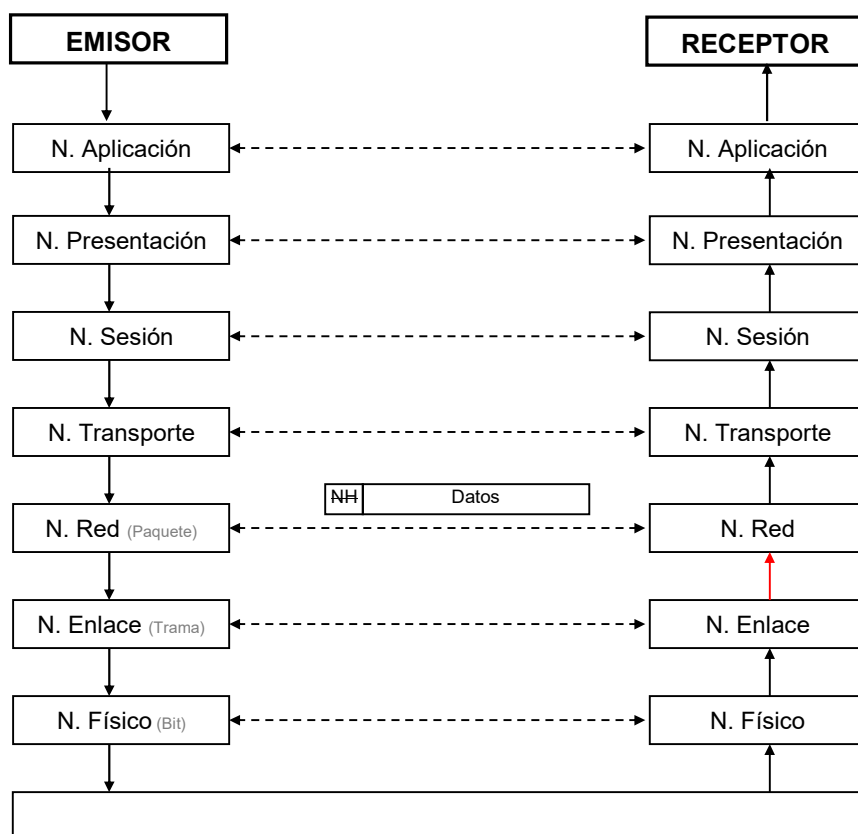 EMISOR
RECEPTOR
N. Aplicación
N. Aplicación
N. Presentación
N. Presentación
N. Sesión
N. Sesión
N. Transporte
N. Transporte
NH Datos
N. Red (Paquete)
N. Red
N. Enlace (Trama)
N. Enlace
N. Físico (Bit)
N. Físico